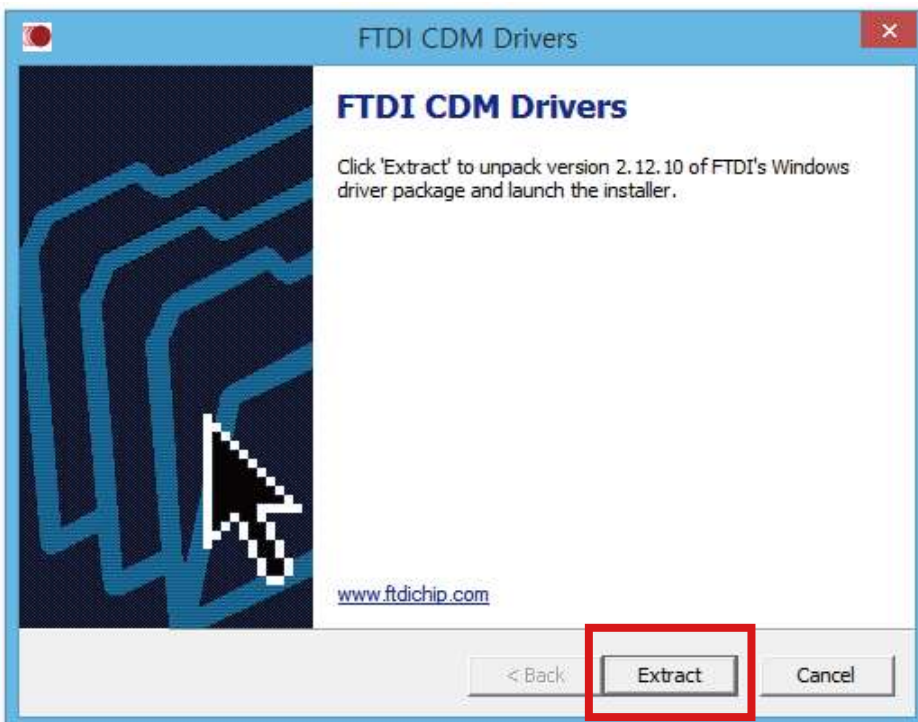 FTDI CDM Drivers
FTDI CDM Drivers
Click 'Extract' to unpack version 2.12.10 of FTDI's Windows
driver package and launch the installer.
www.ftdichip.com
< Back Extract Cancel